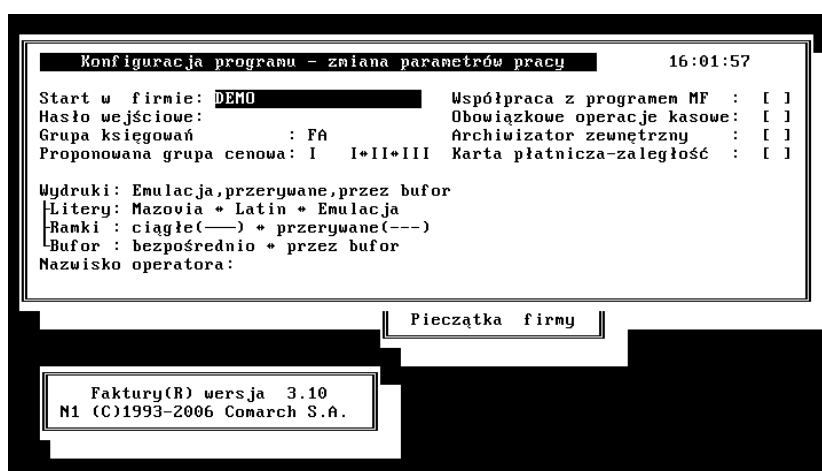 Konfiguracja programu - zmiana parametrów pracy 16:01:57
Start w firmie: DEMO Współpraca z programem MF : [ ]
Hasło wejściowe: Obowiązkowe operacje kasowe: [ ]
Grupa księgowań : FA Archiwizator zewnętrzny : [ ]
Proponowana grupa cenowa: I I*II*III Karta płatnicza-zaległość : [ ]
Wydruki: Emulacja,przerywane,przez bufor
├Litery: Mazovia * Latin * Emulacja
├Ramki : ciągłe(───) * przerywane(---)
└Bufor : bezpośrednio * przez bufor
Nazwisko operatora:
Pieczątka firmy
Faktury(R) wersja 3.10
N1 (C)1993-2006 Comarch S.A.